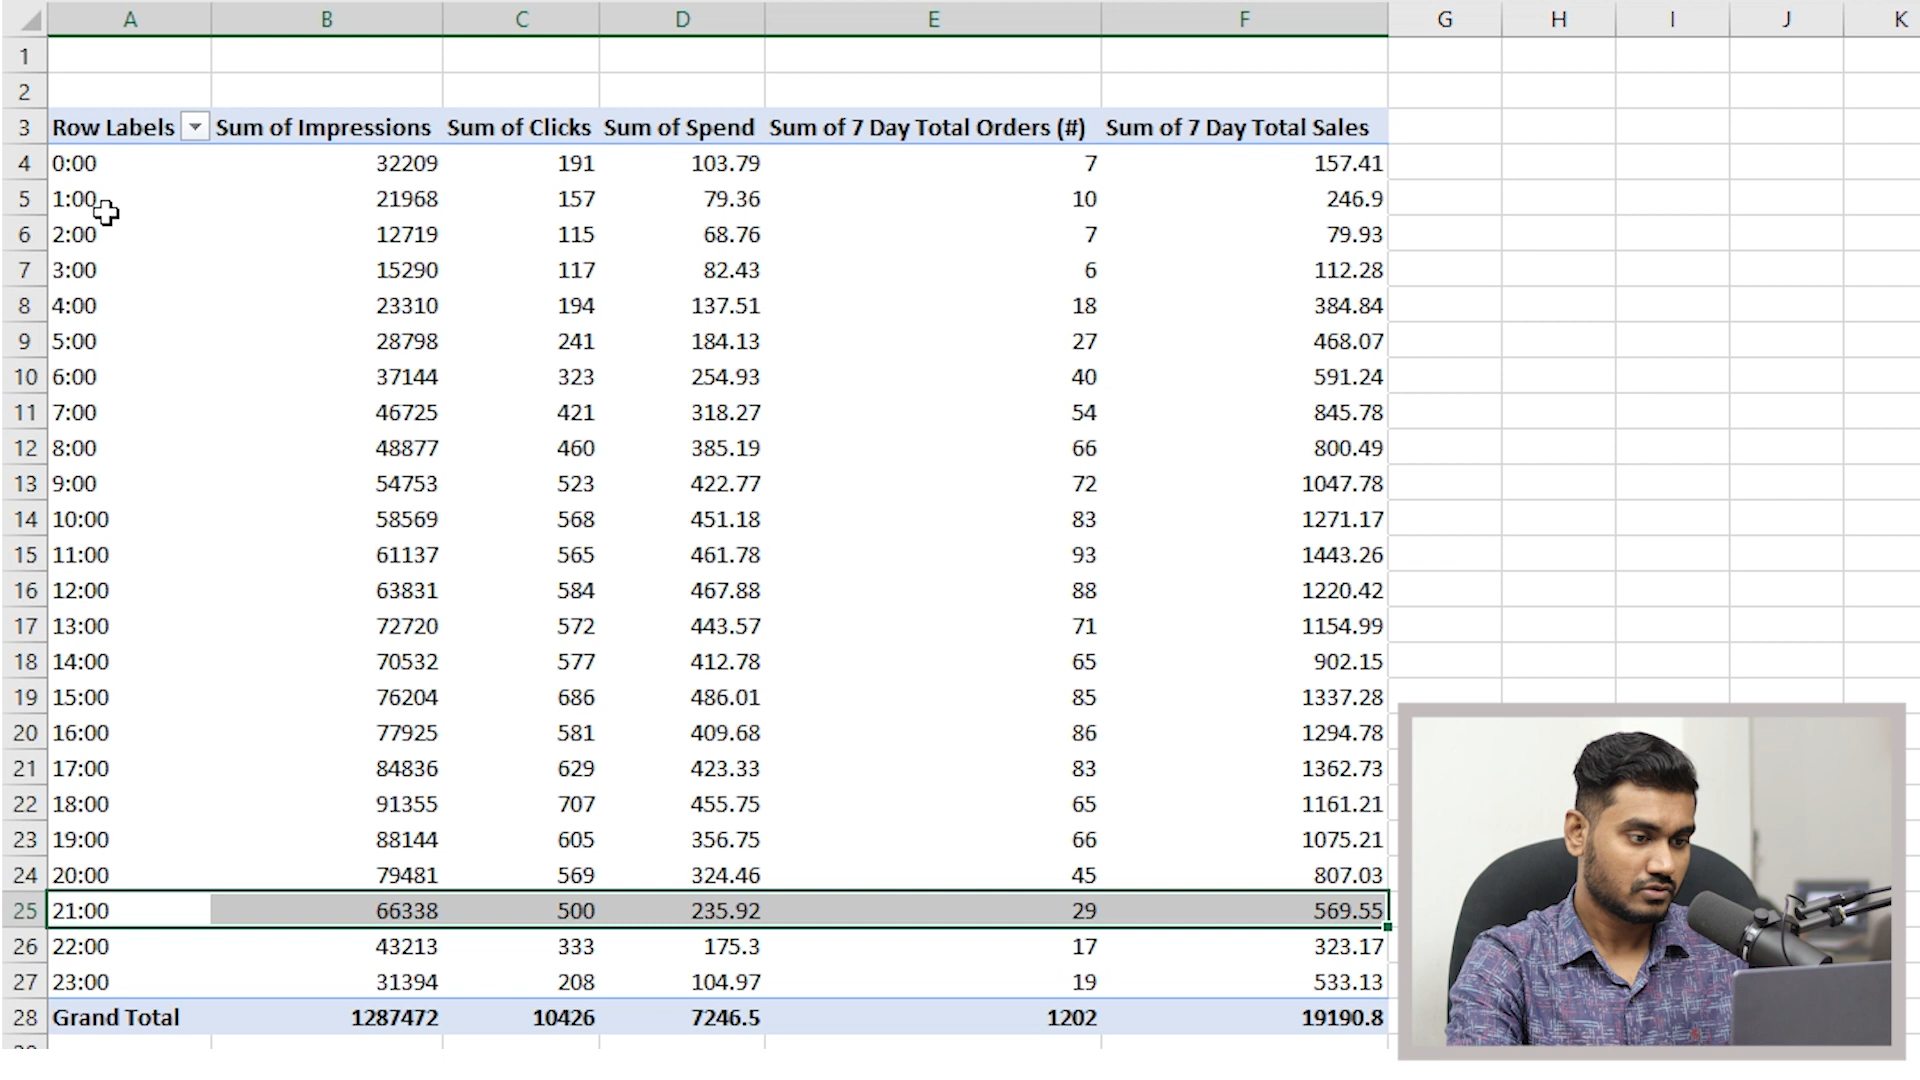 A B C D E F G H I J K
1
2
3 Row Labels Sum of Impressions Sum of Clicks Sum of Spend Sum of 7 Day Total Orders (#) Sum of 7 Day Total Sales
4 0:00 32209 191 103.79 7 157.41
5 1:00 21968 157 79.36 10 246.9
6 2:00 12719 115 68.76 7 79.93
7 3:00 15290 117 82.43 6 112.28
8 4:00 23310 194 137.51 18 384.84
9 5:00 28798 241 184.13 27 468.07
10 6:00 37144 323 254.93 40 591.24
11 7:00 46725 421 318.27 54 845.78
12 8:00 48877 460 385.19 66 800.49
13 9:00 54753 523 422.77 72 1047.78
14 10:00 58569 568 451.18 83 1271.17
15 11:00 61137 565 461.78 93 1443.26
16 12:00 63831 584 467.88 88 1220.42
17 13:00 72720 572 443.57 71 1154.99
18 14:00 70532 577 412.78 65 902.15
19 15:00 76204 686 486.01 85 1337.28
20 16:00 77925 581 409.68 86 1294.78
21 17:00 84836 629 423.33 83 1362.73
22 18:00 91355 707 455.75 65 1161.21
23 19:00 88144 605 356.75 66 1075.21
24 20:00 79481 569 324.46 45 807.03
25 21:00 66338 500 235.92 29 569.55
26 22:00 43213 333 175.3 17 323.17
27 23:00 31394 208 104.97 19 533.13
28 Grand Total 1287472 10426 7246.5 1202 19190.8